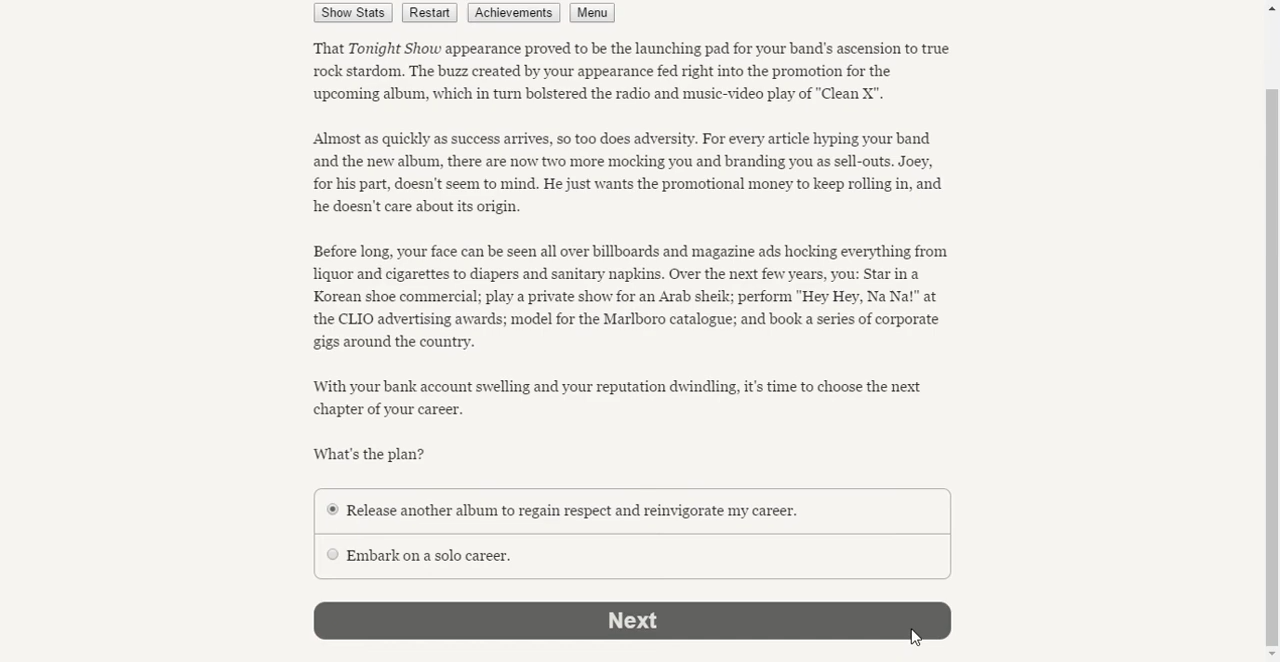 Show Stats Restart Achievements Menu
That Tonight Show appearance proved to be the launching pad for your band's ascension to true
rock stardom. The buzz created by your appearance fed right into the promotion for the
upcoming album, which in turn bolstered the radio and music-video play of "Clean X".
Almost as quickly as success arrives, so too does adversity. For every article hyping your band
and the new album, there are now two more mocking you and branding you as sell-outs. Joey,
for his part, doesn't seem to mind. He just wants the promotional money to keep rolling in, and
he doesn't care about its origin.
Before long, your face can be seen all over billboards and magazine ads hocking everything from
liquor and cigarettes to diapers and sanitary napkins. Over the next few years, you: Star in a
Korean shoe commercial; play a private show for an Arab sheik; perform "Hey Hey, Na Na!" at
the CLIO advertising awards; model for the Marlboro catalogue; and book a series of corporate
gigs around the country.
With your bank account swelling and your reputation dwindling, it's time to choose the next
chapter of your career.
What's the plan?
Release another album to regain respect and reinvigorate my career.
Embark on a solo career.
Next